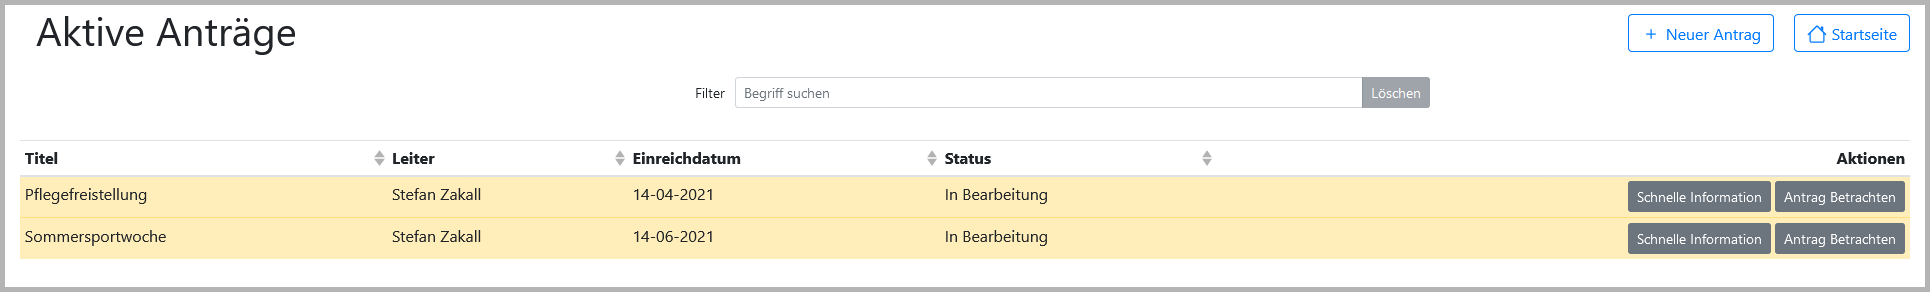 Aktive Anträge
+ Neuer Antrag
Startseite
Filter Begriff suchen Löschen
Titel Leiter Einreichdatum Status Aktionen
Pflegefreistellung Stefan Zakall 14-04-2021 In Bearbeitung Schnelle Information Antrag Betrachten
Sommersportwoche Stefan Zakall 14-06-2021 In Bearbeitung Schnelle Information Antrag Betrachten